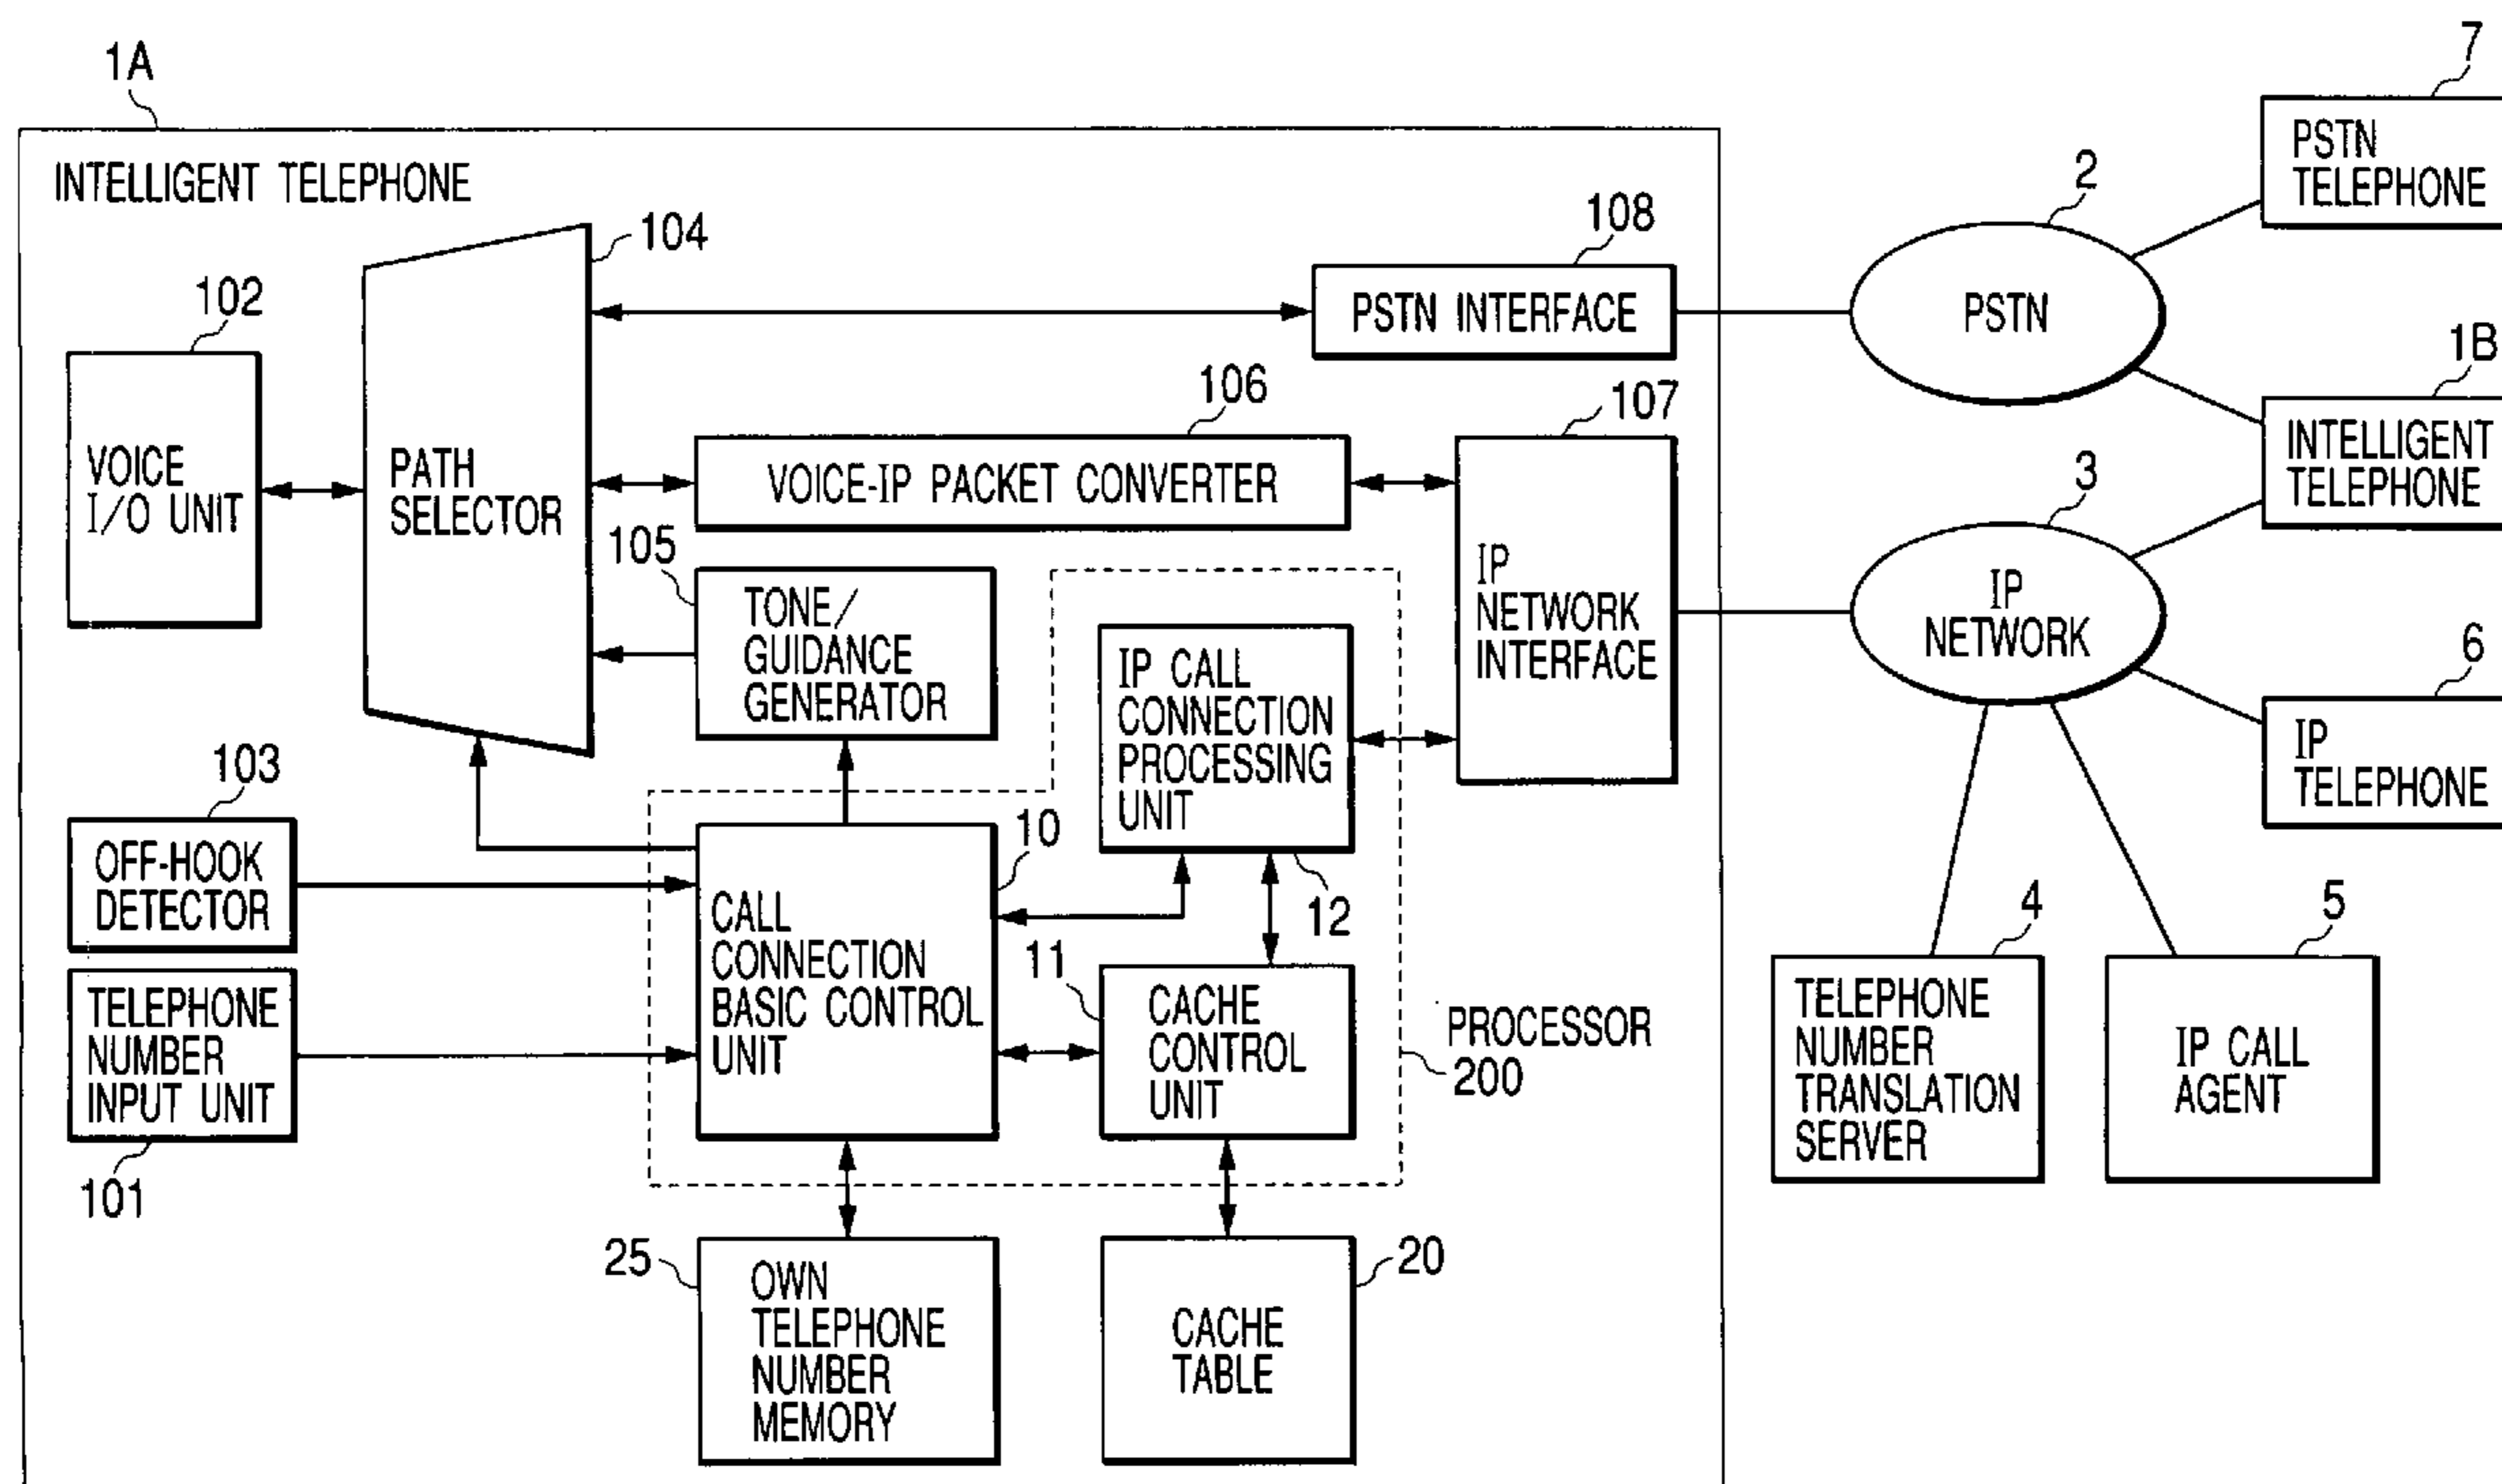 1A
INTELLIGENT TELEPHONE
102
VOICE
I/O UNIT
104
PATH
SELECTOR
108
PSTN INTERFACE
106
VOICE-IP PACKET CONVERTER
107
IP
NETWORK
INTERFACE
105
TONE/
GUIDANCE
GENERATOR
IP CALL
CONNECTION
PROCESSING
UNIT
12
103
OFF-HOOK
DETECTOR
TELEPHONE
NUMBER
INPUT UNIT
101
10
CALL
CONNECTION
BASIC CONTROL
UNIT
11
CACHE
CONTROL
UNIT
PROCESSOR
200
25
OWN
TELEPHONE
NUMBER
MEMORY
20
CACHE
TABLE
2
PSTN
7
PSTN
TELEPHONE
1B
INTELLIGENT
TELEPHONE
3
IP
NETWORK
6
IP
TELEPHONE
4
TELEPHONE
NUMBER
TRANSLATION
SERVER
5
IP CALL
AGENT